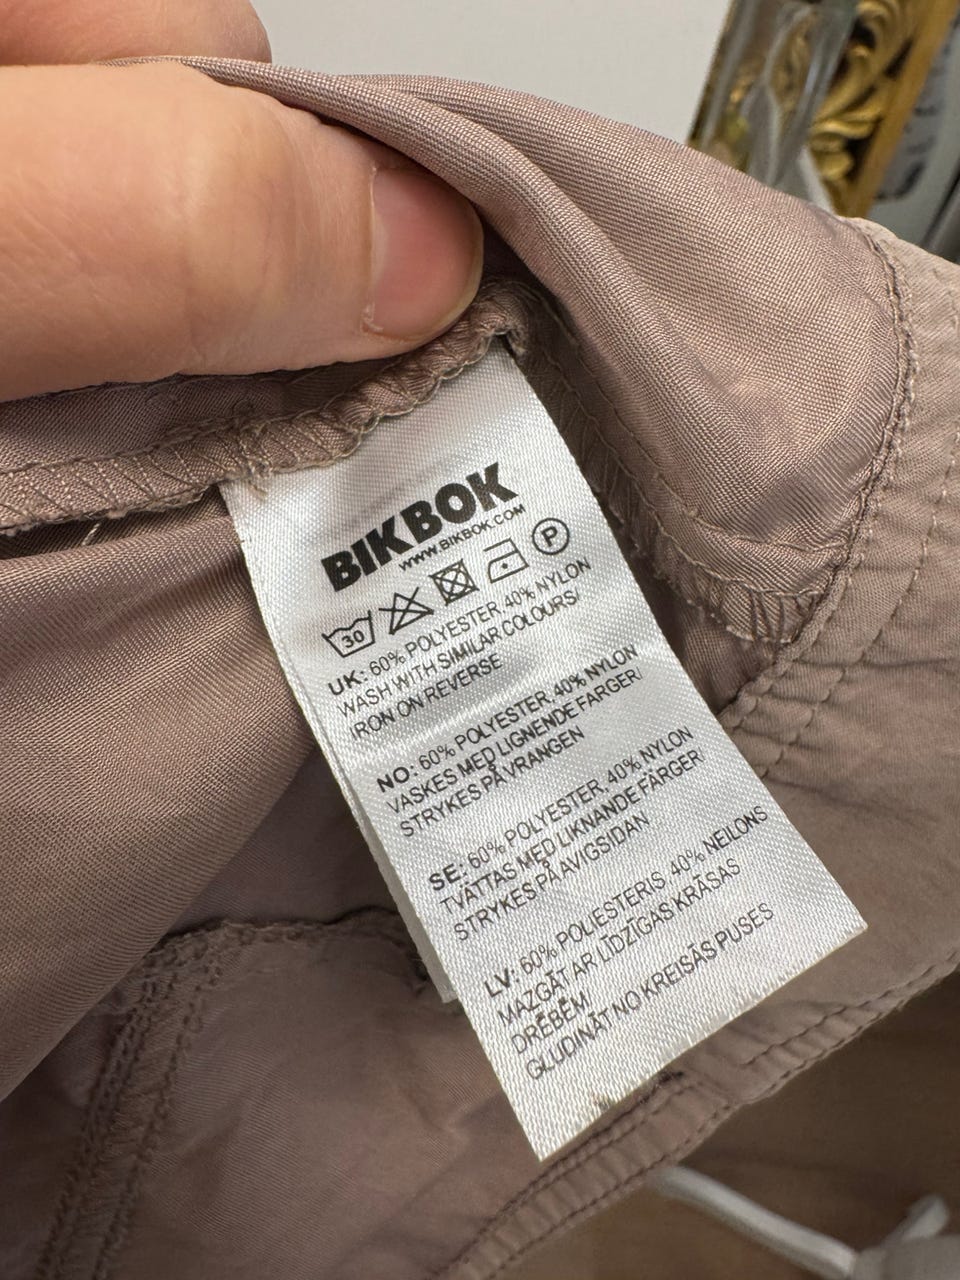 BIKBOK
WWW.BIKBOK.COM
30 P
UK: 60% POLYESTER, 40% NYLON
WASH WITH SIMILAR COLOURS/
IRON ON REVERSE
NO: 60% POLYESTER, 40% NYLON
VASKES MED LIGNENDE FARGER/
STRYKES PÅ VRANGEN
SE: 60% POLYESTER, 40% NYLON
TVÄTTAS MED LIKNANDE FÄRGER/
STRYKES PÅ AVIGSIDAN
LV: 60% POLIESTERIS, 40% NEILONS
MAZGĀT AR LĪDZĪGAS KRĀSAS
DRĒBĒM/
GLUDINĀT NO KREISĀS PUSES